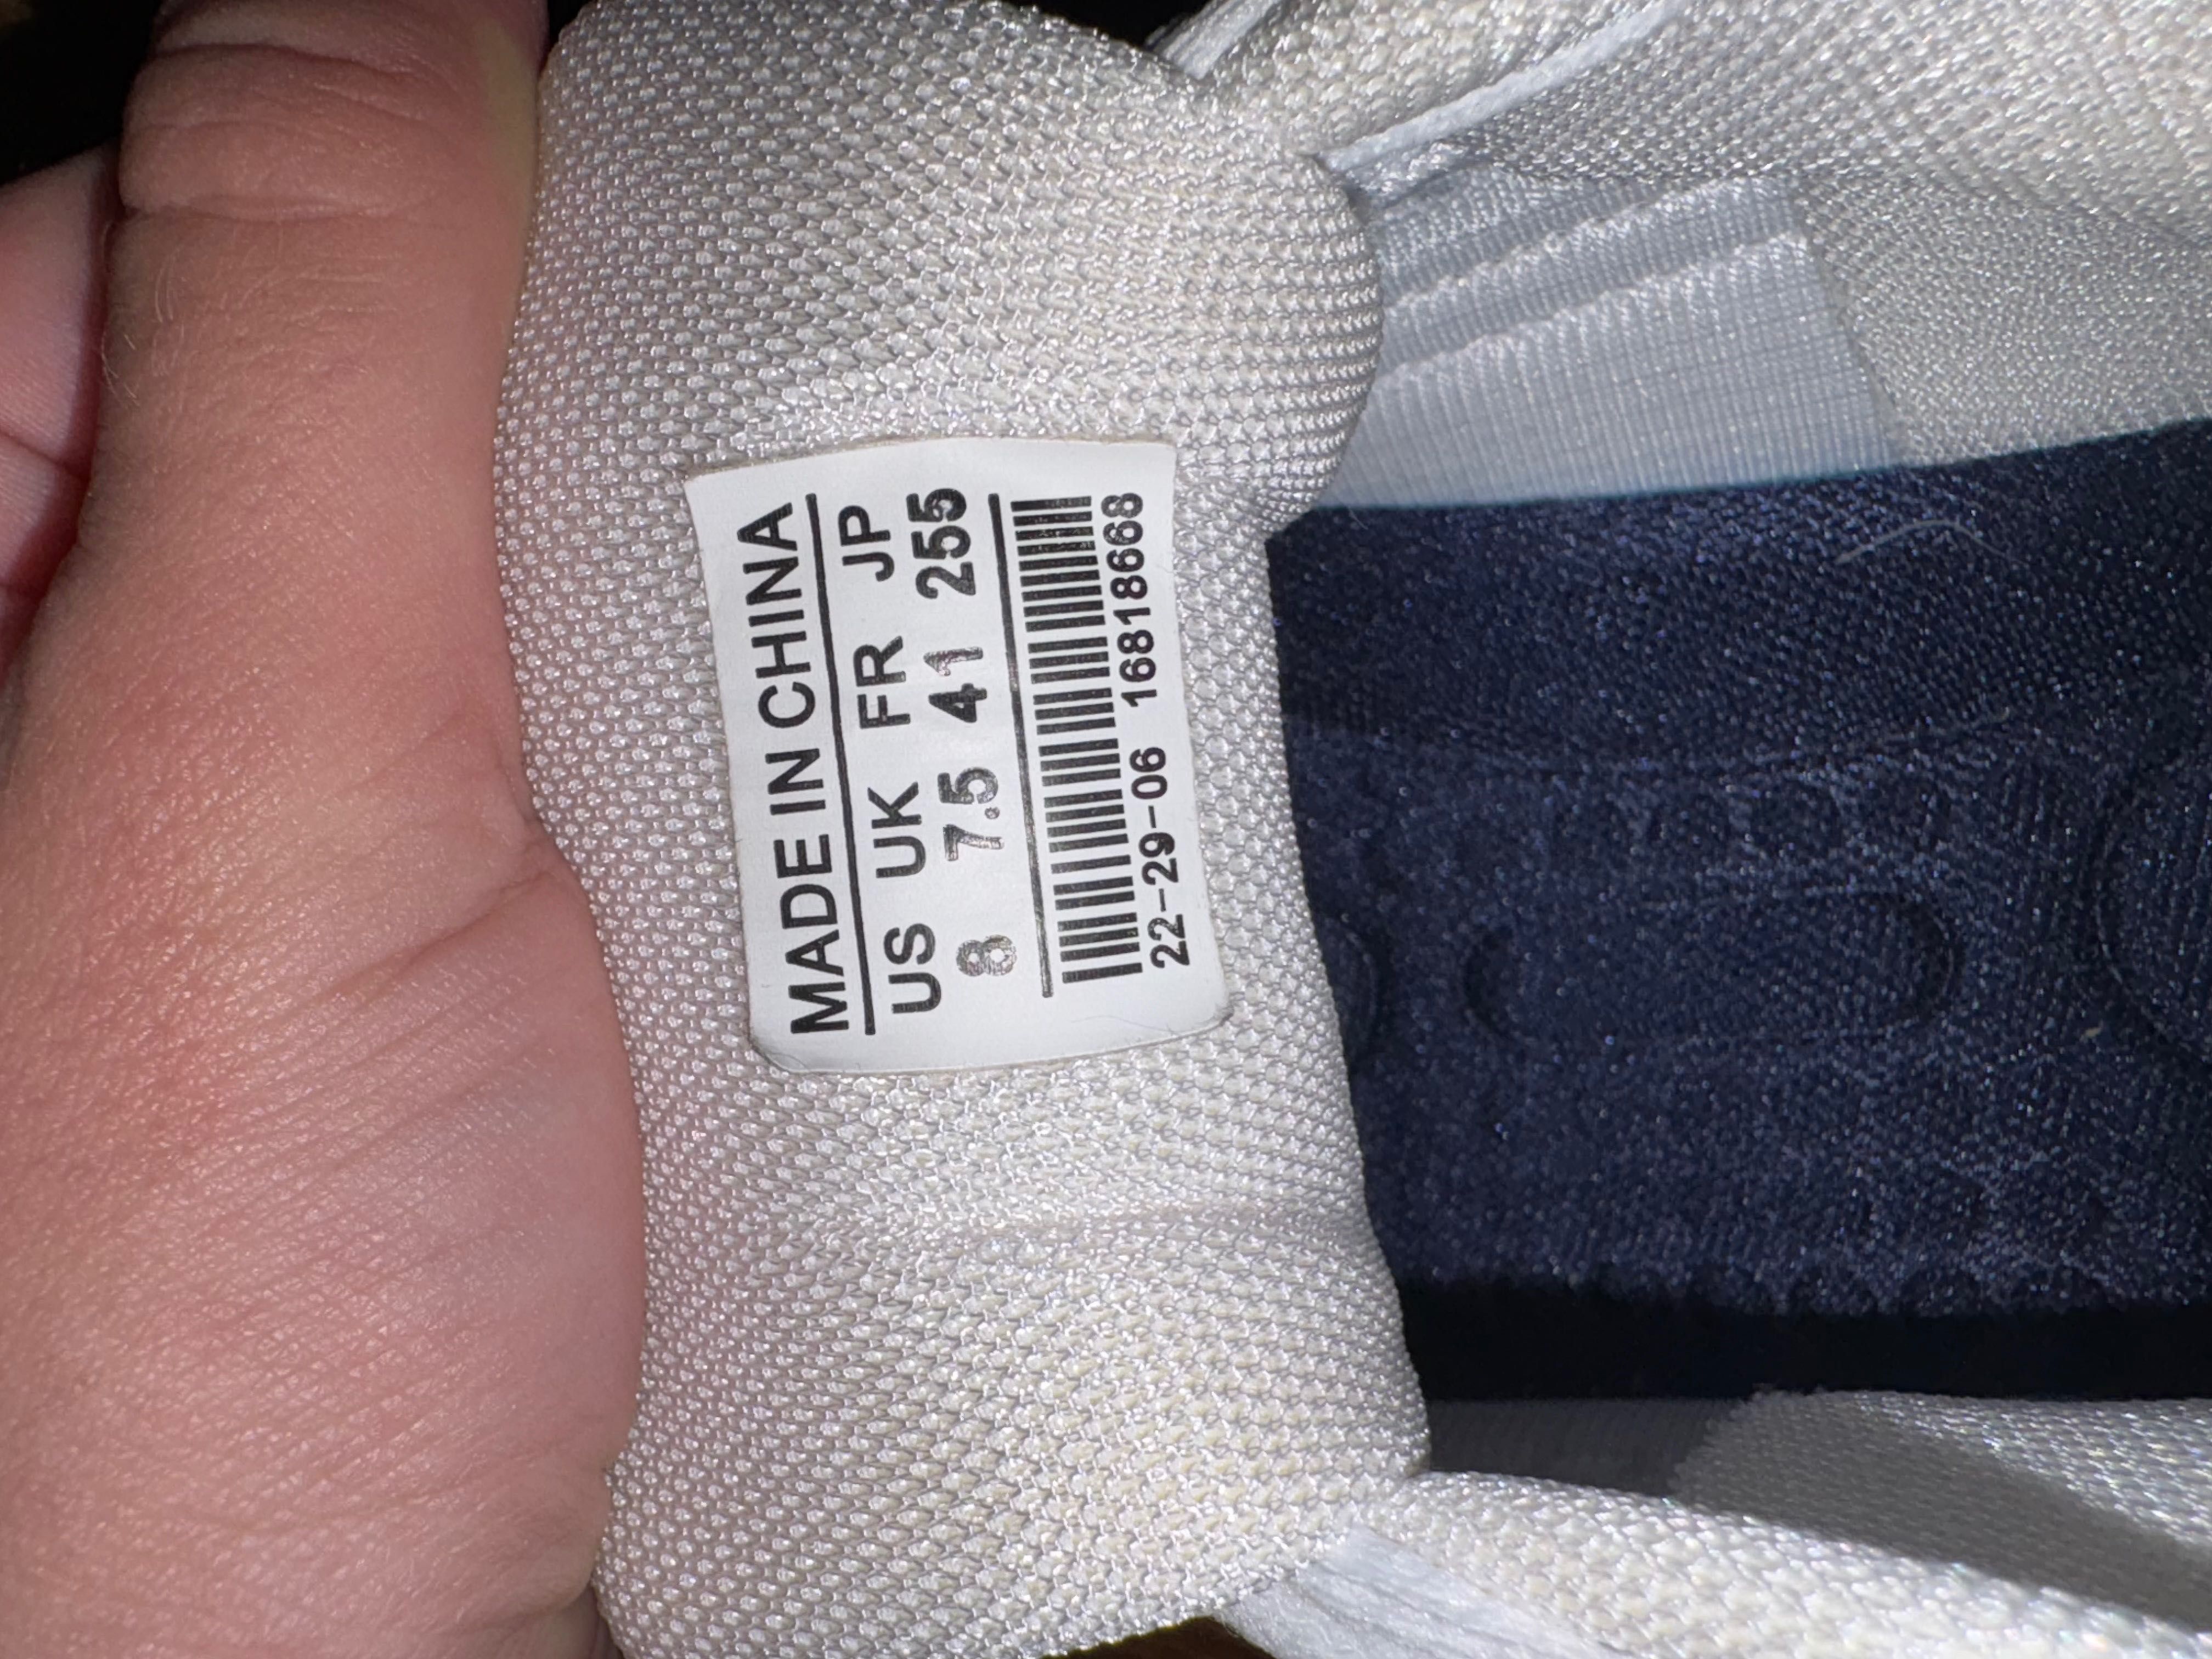 MADE IN CHINA
US UK FR JP
8 7.5 41 255
22-29-06 16818668